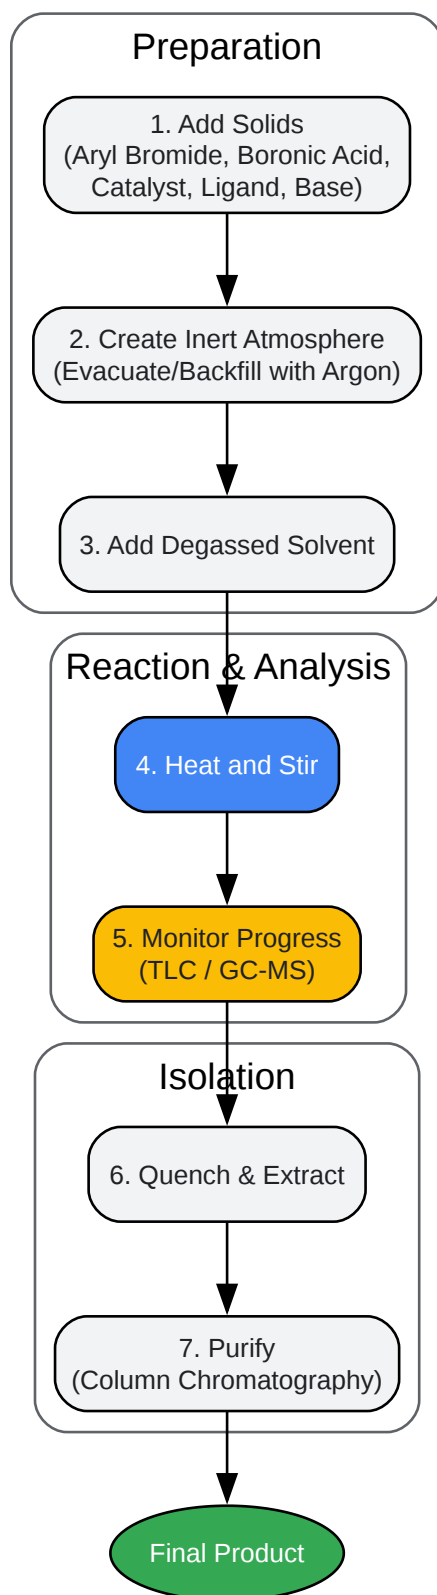 Preparation
1. Add Solids
(Aryl Bromide, Boronic Acid,
Catalyst, Ligand, Base)
2. Create Inert Atmosphere
(Evacuate/Backfill with Argon)
3. Add Degassed Solvent
Reaction & Analysis
4. Heat and Stir
5. Monitor Progress
(TLC / GC-MS)
Isolation
6. Quench & Extract
7. Purify
(Column Chromatography)
Final Product